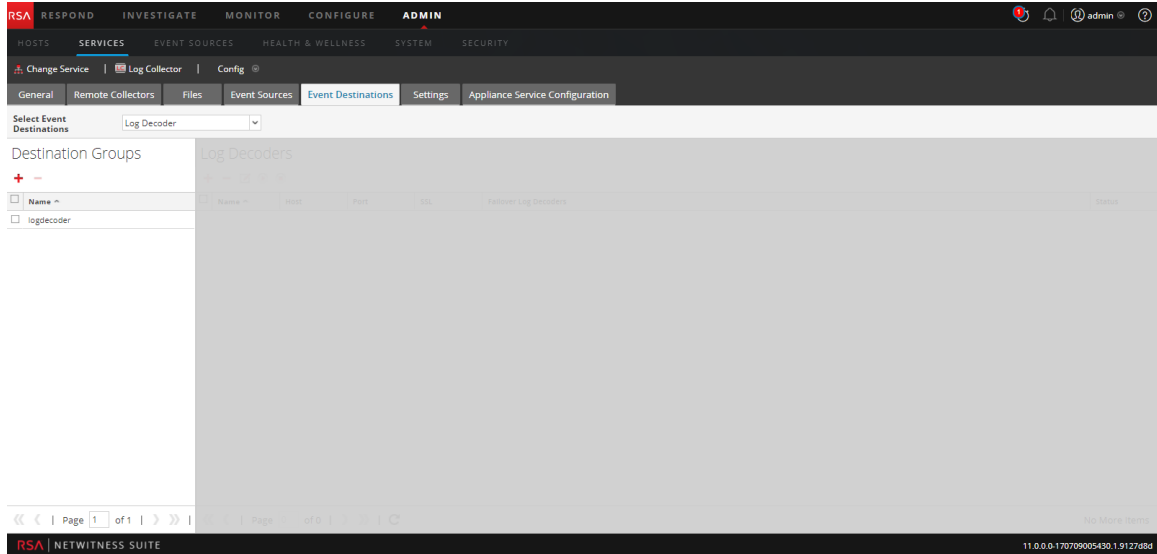 RSA RESPOND INVESTIGATE MONITOR CONFIGURE ADMIN 1 admin ?
HOSTS SERVICES EVENT SOURCES HEALTH & WELLNESS SYSTEM SECURITY
Change Service | Log Collector | Config
General Remote Collectors Files Event Sources Event Destinations Settings Appliance Service Configuration
Select Event
Destinations
Log Decoder
Destination Groups
Log Decoders
Name
Name Host Port SSL Failover Log Decoders Status
logdecoder
Page 1 of 1 | Page of 0 No More Items
RSA | NETWITNESS SUITE 11.0.0.0-170709005430.1.9127d8d